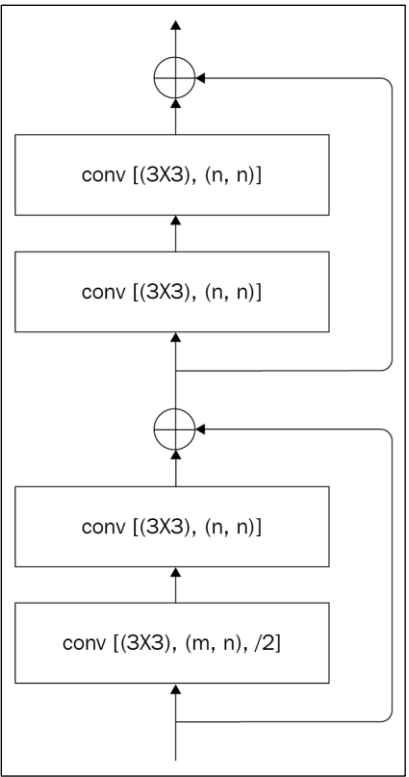 conv [(3X3), (n, n)]
conv [(3X3), (n, n)]
conv [(3X3), (n, n)]
conv [(3X3), (m, n), /2]